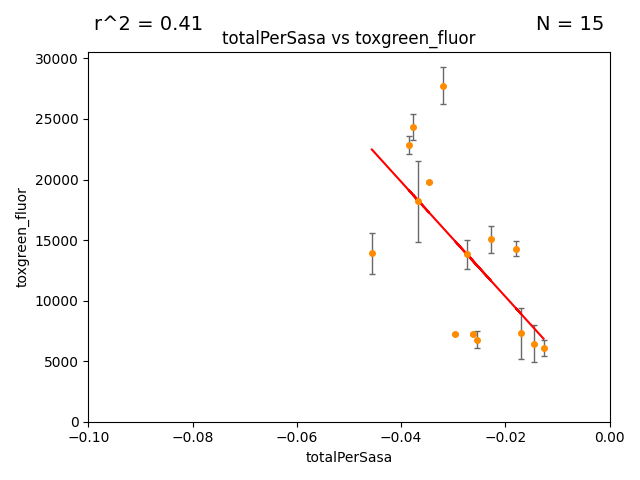 r^2 = 0.41
N = 15
totalPerSasa vs toxgreen_fluor
30000
25000
20000
15000
10000
5000
0
toxgreen_fluor
−0.10
−0.08
−0.06
−0.04
−0.02
0.00
totalPerSasa